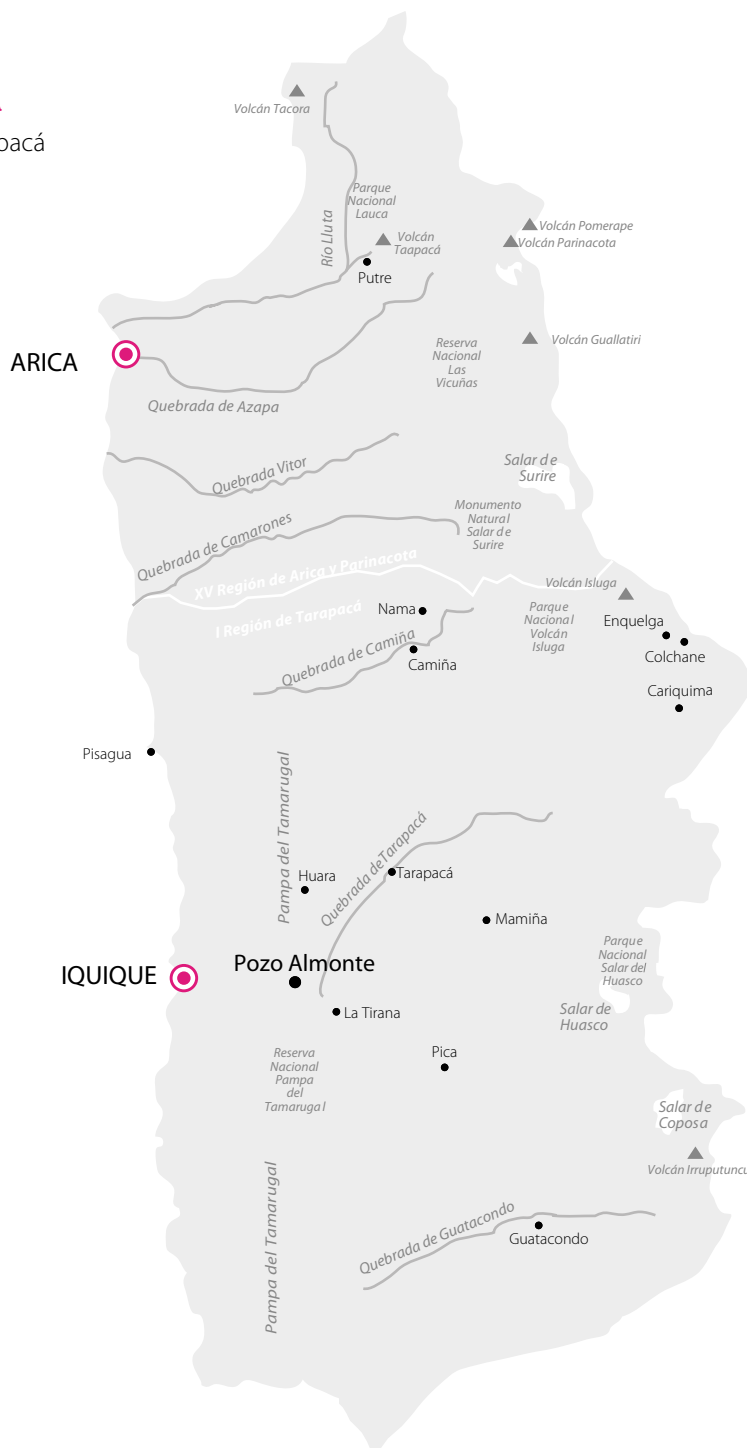 Volcán Tacora
Parque
Nacional
Lauca
Río Lluta
Volcán
Taapacá
Putre
Volcán Pomerape
Volcán Parinacota
ARICA
Reserva
Nacional
Las
Vicuñas
Volcán Guallatiri
Quebrada de Azapa
Quebrada Vitor
Salar de
Surire
Monumento
Natural
Salar de
Surire
Quebrada de Camarones
XV Región de Arica y Parinacota
I Región de Tarapacá
Volcán Isluga
Nama
Parque
Nacional
Volcán
Isluga
Enquelga
Colchane
Quebrada de Camiña
Camiña
Cariquima
Pisagua
Pampa del Tamarugal
Quebrada de Tarapacá
Huara
Tarapacá
Mamiña
Parque
Nacional
Salar del
Huasco
IQUIQUE
Pozo Almonte
La Tirana
Salar de
Huasco
Reserva
Nacional
Pampa
del
Tamarugal
Pica
Salar de
Coposa
Volcán Irruputuncu
Pampa del Tamarugal
Quebrada de Guatacondo
Guatacondo